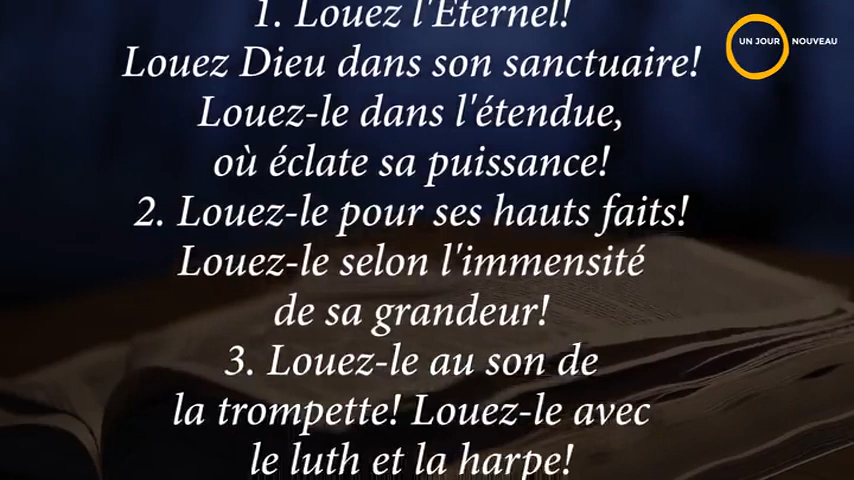 1. Louez l'Éternel!
UN JOUR NOUVEAU
Louez Dieu dans son sanctuaire!
Louez-le dans l'étendue,
où éclate sa puissance!
2. Louez-le pour ses hauts faits!
Louez-le selon l'immensité
de sa grandeur!
3. Louez-le au son de
la trompette! Louez-le avec
le luth et la harpe!